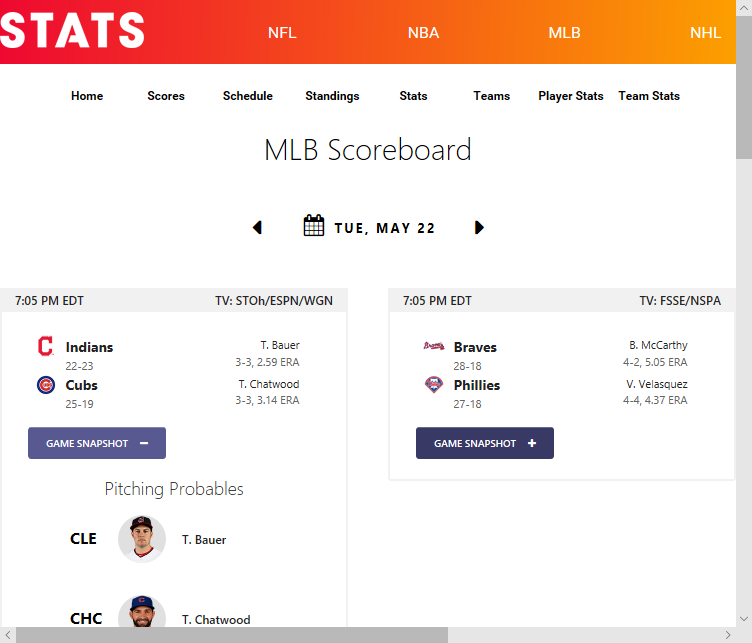 STATS NFL NBA MLB NHL
Home Scores Schedule Standings Stats Teams Player Stats Team Stats
MLB Scoreboard
TUE, MAY 22
7:05 PM EDT TV: STOh/ESPN/WGN
Indians T. Bauer
22-23 3-3, 2.59 ERA
Cubs T. Chatwood
25-19 3-3, 3.14 ERA
GAME SNAPSHOT −
Pitching Probables
CLE T. Bauer
CHC T. Chatwood
7:05 PM EDT TV: FSSE/NSPA
Braves B. McCarthy
28-18 4-2, 5.05 ERA
Phillies V. Velasquez
27-18 4-4, 4.37 ERA
GAME SNAPSHOT +